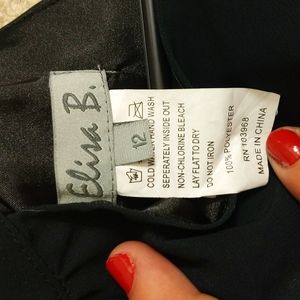 Elisa B.
12
COLD WATER HAND WASH
SEPERATELY INSIDE OUT
NON-CHLORINE BLEACH
LAY FLAT TO DRY
DO NOT IRON
100% POLYESTER
RN 103968
MADE IN CHINA